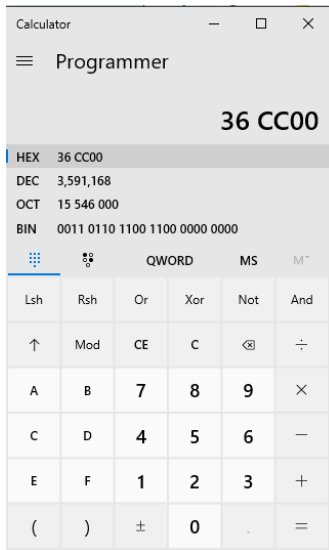 Calculator
Programmer
36 CC00
HEX 36 CC00
DEC 3,591,168
OCT 15 546 000
BIN 0011 0110 1100 1100 0000 0000
QWORD MS M˅
Lsh Rsh Or Xor Not And
↑ Mod CE C ⌫ ÷
A B 7 8 9 ×
C D 4 5 6 −
E F 1 2 3 +
( ) ± 0 . =